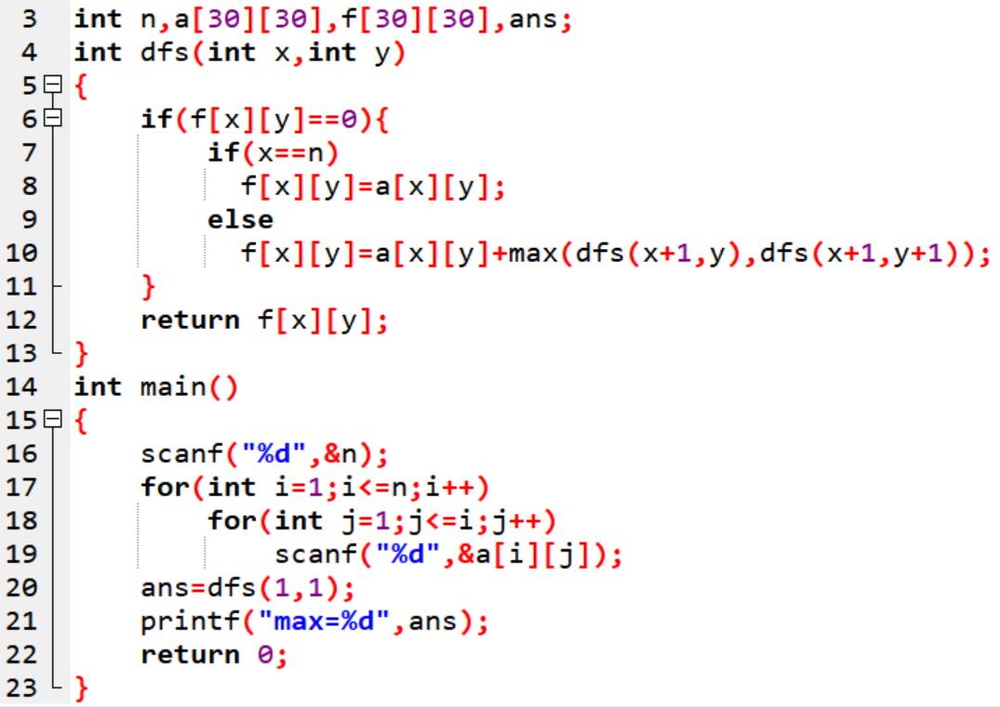 3 int n,a[30][30],f[30][30],ans;
4 int dfs(int x,int y)
5 {
6 if(f[x][y]==0){
7 if(x==n)
8 f[x][y]=a[x][y];
9 else
10 f[x][y]=a[x][y]+max(dfs(x+1,y),dfs(x+1,y+1));
11 }
12 return f[x][y];
13 }
14 int main()
15 {
16 scanf("%d",&n);
17 for(int i=1;i<=n;i++)
18 for(int j=1;j<=i;j++)
19 scanf("%d",&a[i][j]);
20 ans=dfs(1,1);
21 printf("max=%d",ans);
22 return 0;
23 }